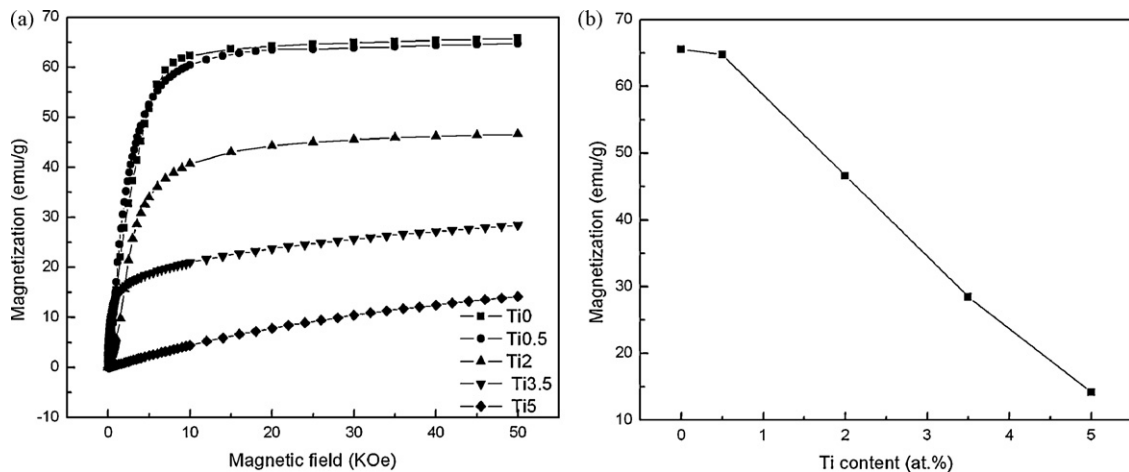 (a)
70
60
50
40
30
20
10
0
-10
Magnetization (emu/g)
0 10 20 30 40 50
Magnetic field (KOe)
Ti0
Ti0.5
Ti2
Ti3.5
Ti5
(b)
70
60
50
40
30
20
10
Magnetization (emu/g)
0 1 2 3 4 5
Ti content (at.%)